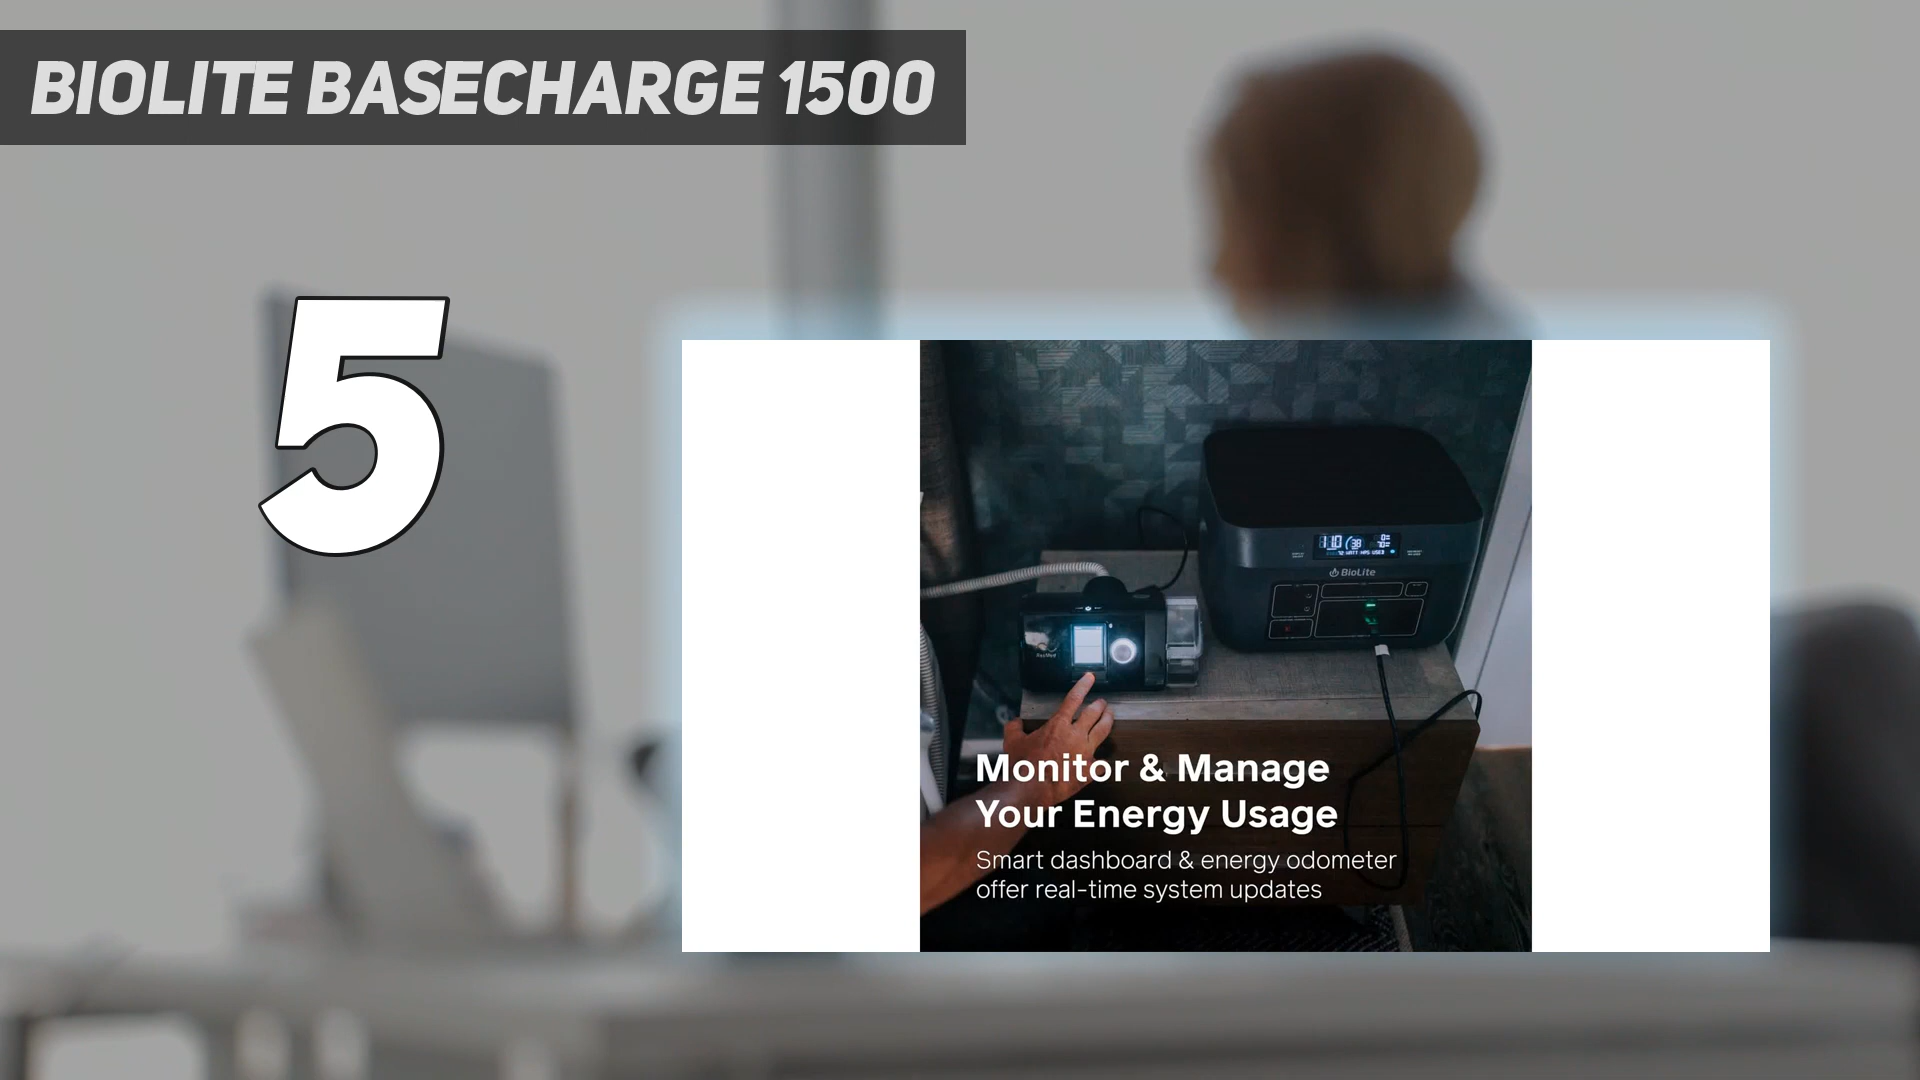 BIOLITE BASECHARGE 1500
5
BioLite
Monitor & Manage
Your Energy Usage
Smart dashboard & energy odometer
offer real-time system updates